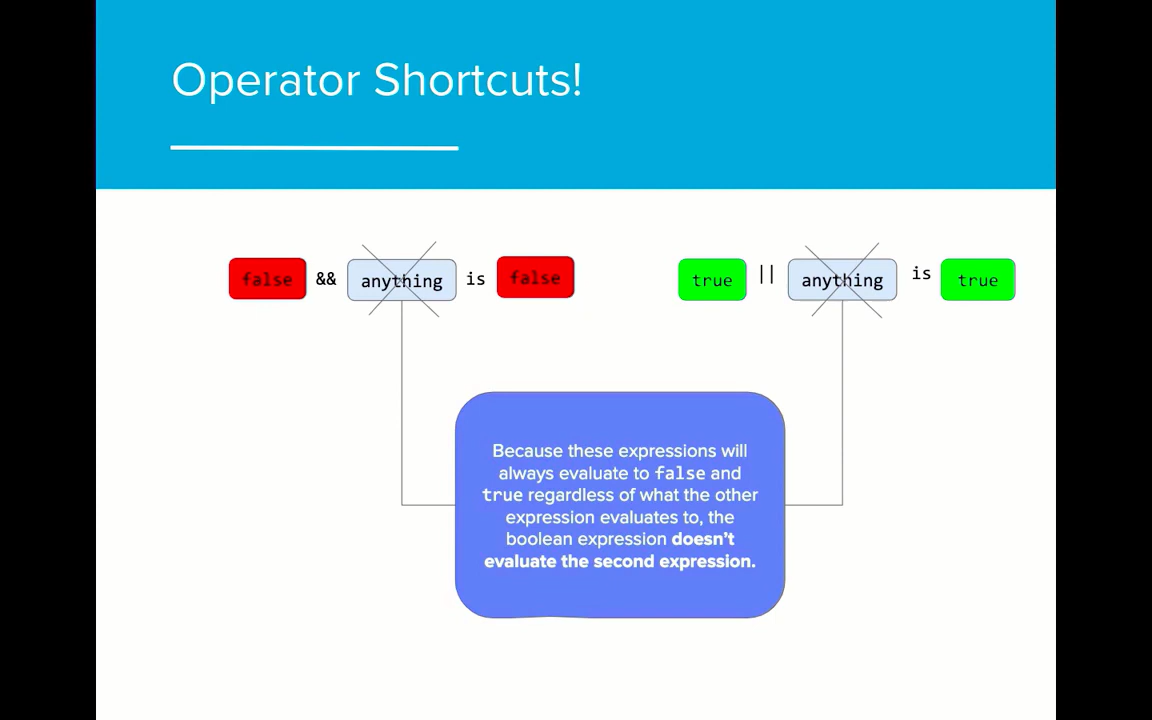 Operator Shortcuts!
false && anything is false
true || anything is true
Because these expressions will
always evaluate to false and
true regardless of what the other
expression evaluates to, the
boolean expression doesn’t
evaluate the second expression.